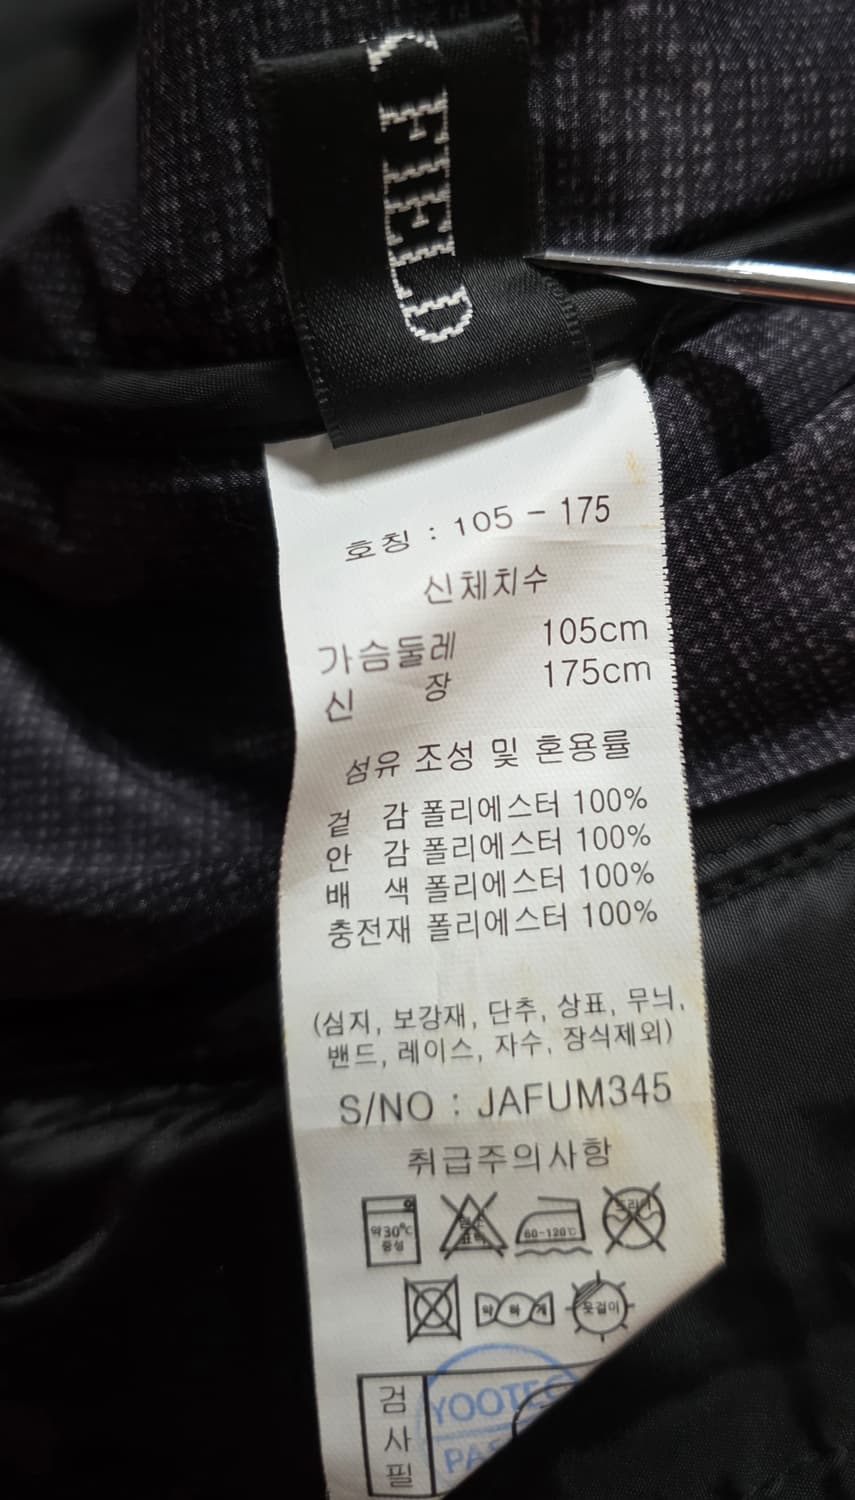 FIELD
호칭 : 105 - 175
신체치수
가슴둘레 105cm
신 장 175cm
섬유 조성 및 혼용률
겉 감 폴리에스터 100%
안 감 폴리에스터 100%
배 색 폴리에스터 100%
충전재 폴리에스터 100%
(심지, 보강재, 단추, 상표, 무늬,
밴드, 레이스, 자수, 장식제외)
S/NO : JAFUM345
취급주의사항
약30℃
중성
60-120℃
드라이
약하게
옷걸이
검사필
YOOTE
PA